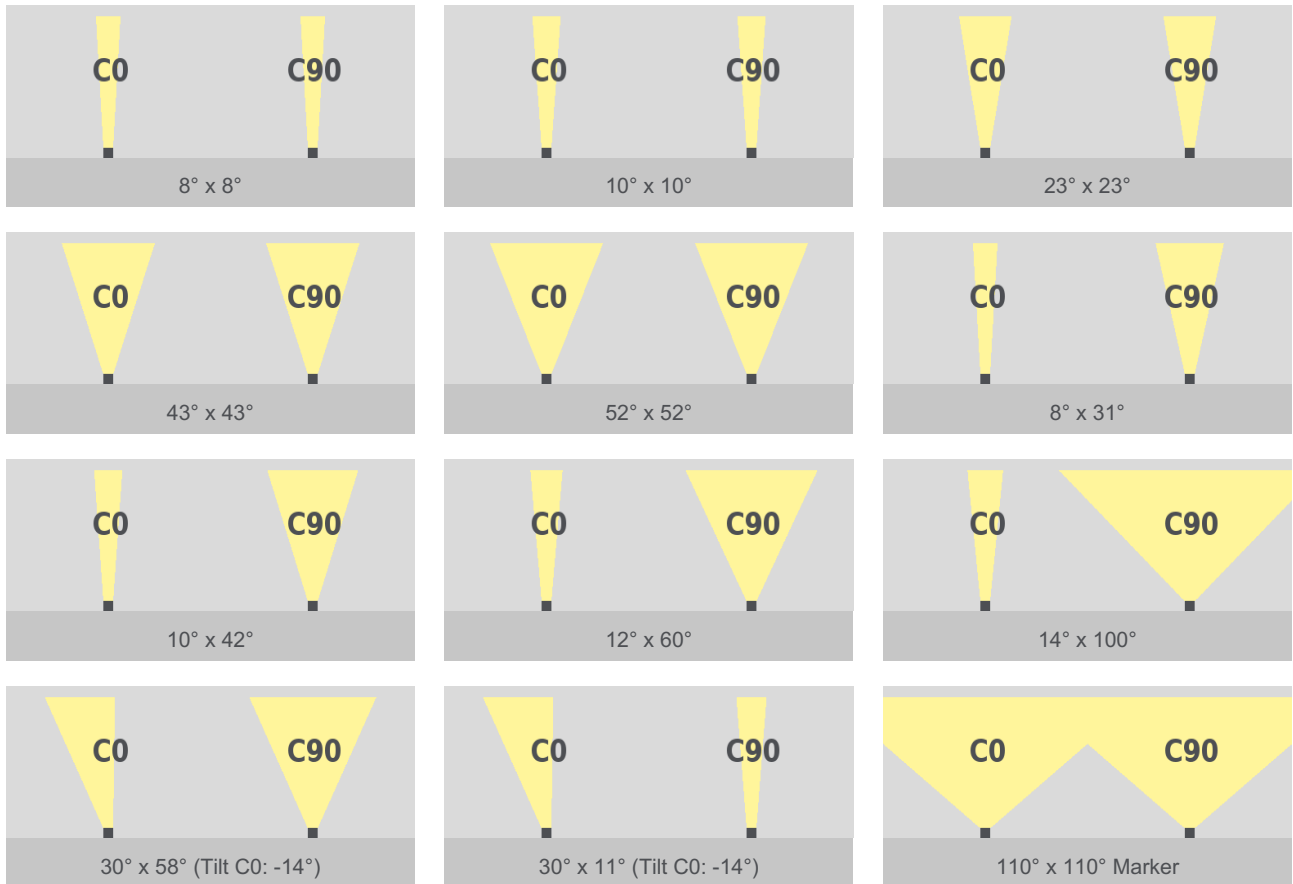 C0 C90
8° x 8°
C0 C90
10° x 10°
C0 C90
23° x 23°
C0 C90
43° x 43°
C0 C90
52° x 52°
C0 C90
8° x 31°
C0 C90
10° x 42°
C0 C90
12° x 60°
C0 C90
14° x 100°
C0 C90
30° x 58° (Tilt C0: -14°)
C0 C90
30° x 11° (Tilt C0: -14°)
C0 C90
110° x 110° Marker